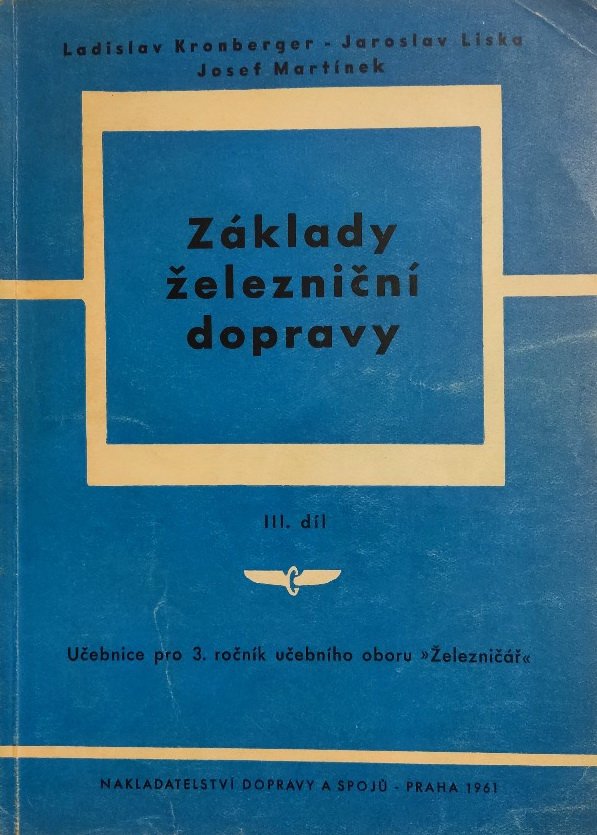 Ladislav Kronberger - Jaroslav Liska
Josef Martínek
Základy
železniční
dopravy
III. díl
Učebnice pro 3. ročník učebního oboru »Železničář«
NAKLADATELSTVÍ DOPRAVY A SPOJŮ - PRAHA 1961